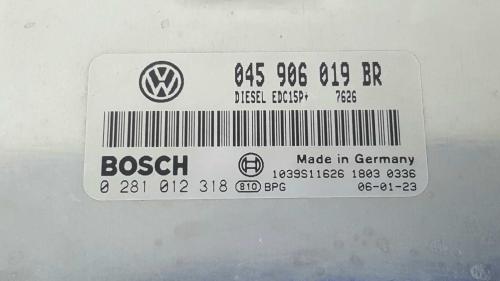 045 906 019 BR
DIESEL EDC15P+ 7626
BOSCH
Made in Germany
0 281 012 318 810 BPG
1039S11626 1803 0336
06-01-23